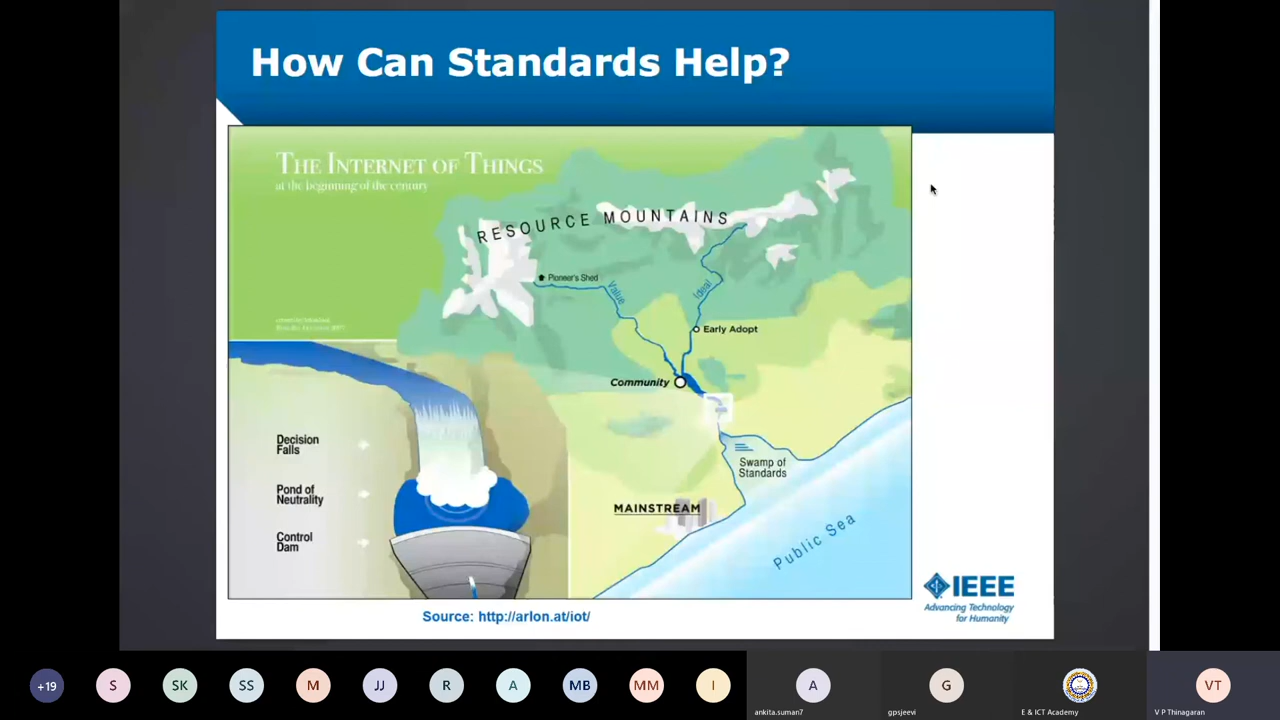 How Can Standards Help?
THE INTERNET OF THINGS
at the beginning of the century
RESOURCE MOUNTAINS
Pioneer's Shed
Value
Ideal
Early Adopt
Community
Decision
Falls
Pond of
Neutrality
Control
Dam
Swamp of
Standards
MAINSTREAM
Public Sea
IEEE
Advancing Technology
for Humanity
Source: http://arlon.at/iot/
+19
S
SK
SS
M
JJ
R
A
MB
MM
I
A
ankita.suman7
G
gpsjeevi
E & ICT Academy
VT
V P Thinagaran